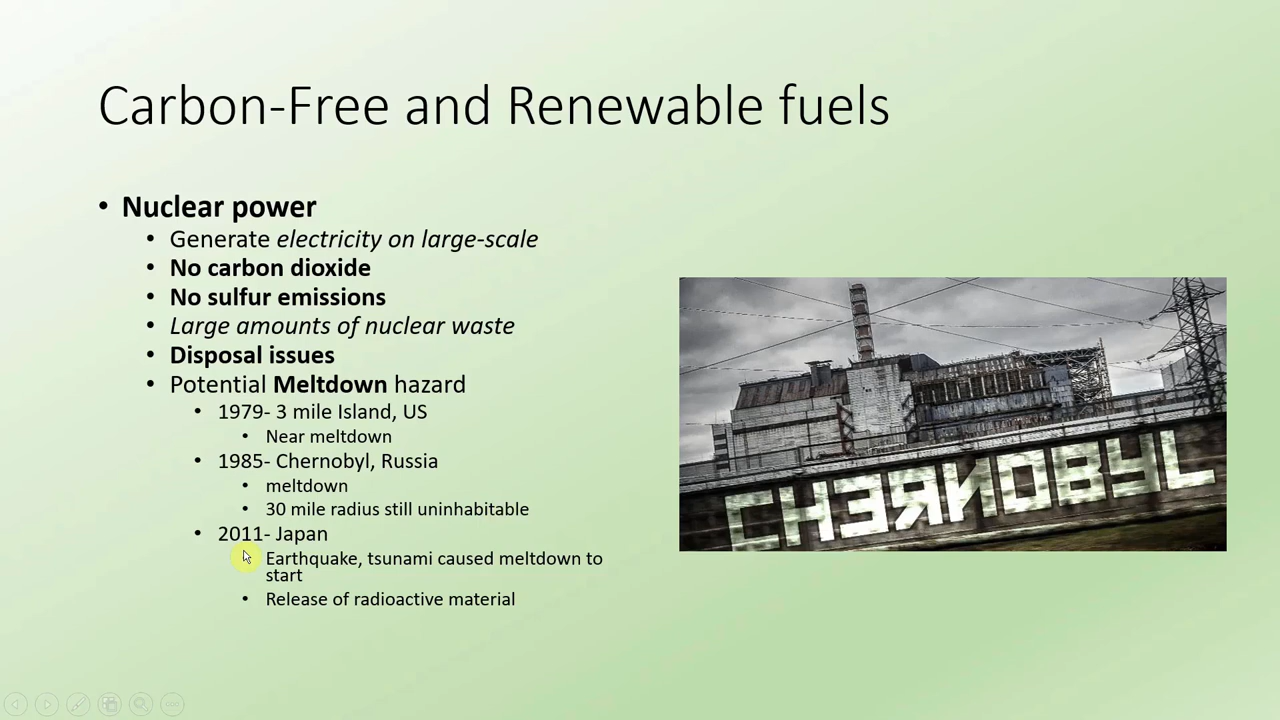 Carbon-Free and Renewable fuels
• Nuclear power
• Generate electricity on large-scale
• No carbon dioxide
• No sulfur emissions
• Large amounts of nuclear waste
• Disposal issues
• Potential Meltdown hazard
• 1979- 3 mile Island, US
• Near meltdown
• 1985- Chernobyl, Russia
• meltdown
• 30 mile radius still uninhabitable
• 2011- Japan
Earthquake, tsunami caused meltdown to
start
• Release of radioactive material
CHEЯNOBYL